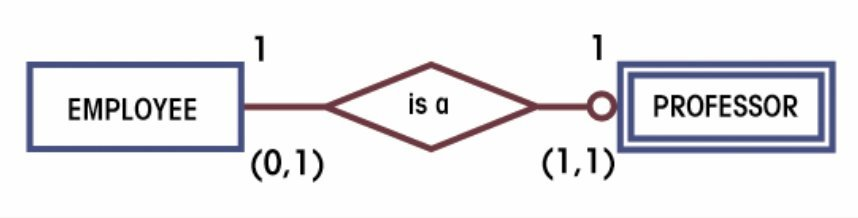 1
1
EMPLOYEE
is a
PROFESSOR
(0,1)
(1,1)